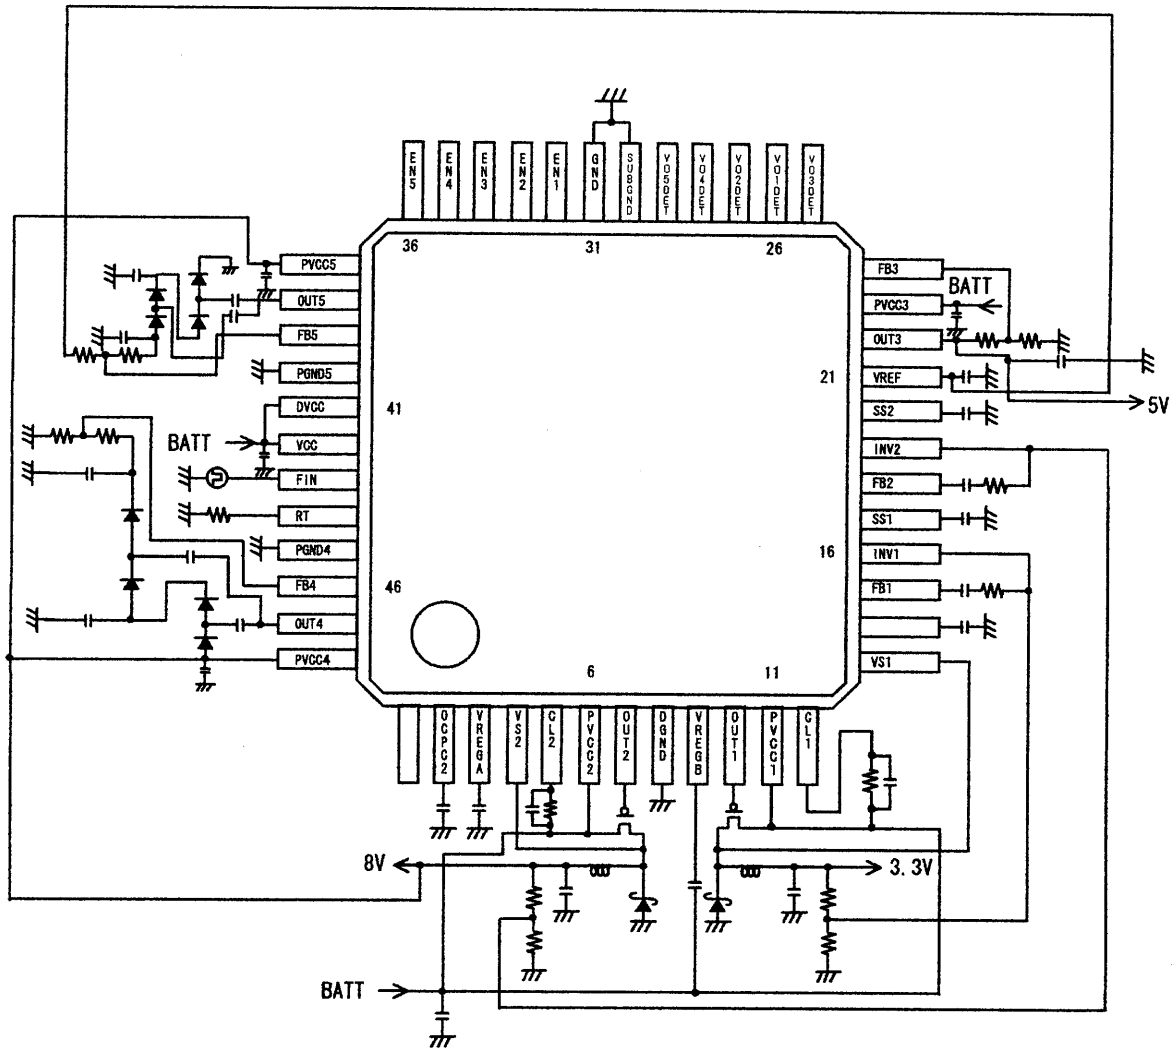 EN5
EN4
EN3
EN2
EN1
GND
SUBGND
VO5DET
VO4DET
VO2DET
VO1DET
VO3DET
36
31
26
PVCC5
OUT5
FB5
PGND5
DVCC
41
BATT
VCC
FIN
RT
PGND4
FB4
46
OUT4
PVCC4
FB3
BATT
PVCC3
OUT3
21
VREF
5V
SS2
INV2
FB2
SS1
16
INV1
FB1
VS1
6
11
OCPC2
VREGA
VS2
CL2
PVCC2
OUT2
DGND
VREGB
OUT1
PVCC1
CL1
8V
3.3V
BATT